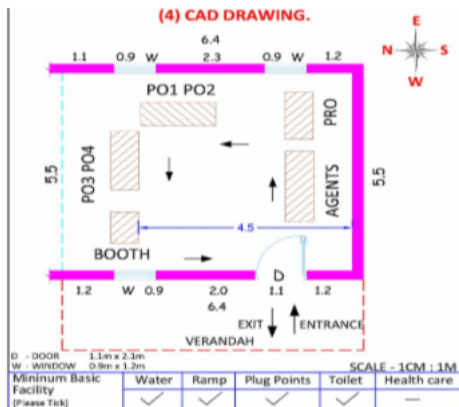 (4) CAD DRAWING.
E
N S
W
6.4
1.1 0.9 W 2.3 0.9 W 1.2
PO1 PO2
PRO
5.5
PO3 PO4
AGENTS
5.5
4.5
BOOTH
D
1.2 W 0.9 2.0 1.1 1.2
6.4
EXIT ENTRANCE
VERANDAH
D - DOOR 1.1m x 2.1m
W - WINDOW 0.9m x 1.2m
SCALE - 1CM : 1M
Mininum Basic Facility Water Ramp Plug Points Toilet Health care
(Please Tick) ✓ ✓ ✓ ✓ —